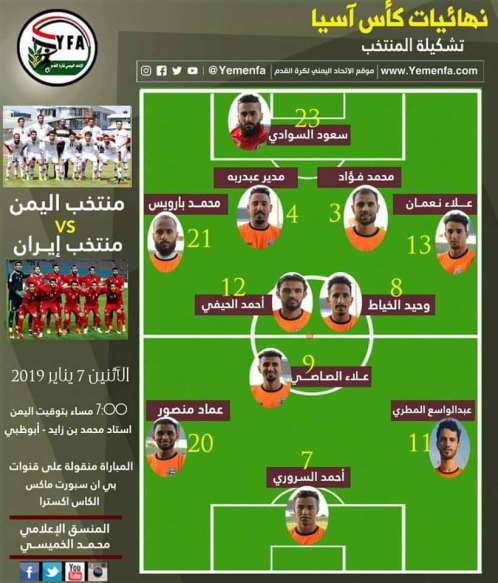 نهائيات كأس آسيا
تشكيلة المنتخب
YFA
www.Yemenfa.com موقع الاتحاد اليمني لكرة القدم @Yemenfa
23
سعود السوادي
محمد فؤاد
3
مدير عبدربه
4
علاء نعمان
13
محمد بارويس
21
منتخب اليمن
VS
منتخب إيران
وحيد الخياط
8
أحمد الحيفي
12
9
علاء الصاصي
الاثنين 7 يناير 2019
7:00 مساء بتوقيت اليمن
استاد محمد بن زايد - أبوظبي
عبدالواسع المطري
11
عماد منصور
20
المباراة منقولة على قنوات
بي ان سبورت ماكس
الكاس اكسترا
7
أحمد السروري
المنسق الإعلامي
محمد الخميسي
You
Tube